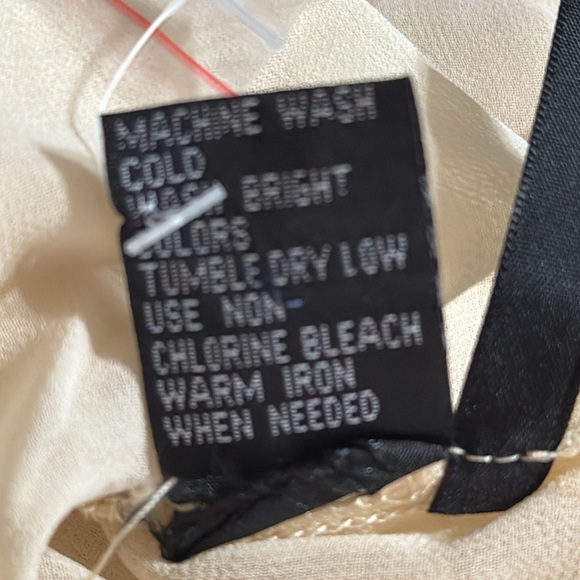 MACHINE WASH
COLD
WASH BRIGHT
COLORS
TUMBLE DRY LOW
USE NON-
CHLORINE BLEACH
WARM IRON
WHEN NEEDED